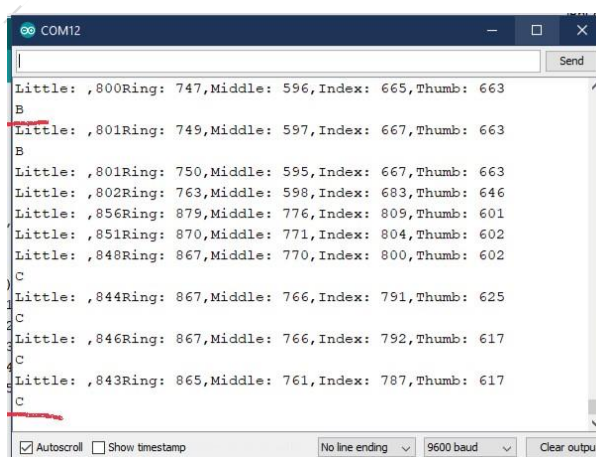 COM12
Send
Little: ,800Ring: 747,Middle: 596,Index: 665,Thumb: 663
B
Little: ,801Ring: 749,Middle: 597,Index: 667,Thumb: 663
B
Little: ,801Ring: 750,Middle: 595,Index: 667,Thumb: 663
Little: ,802Ring: 763,Middle: 598,Index: 683,Thumb: 646
Little: ,856Ring: 879,Middle: 776,Index: 809,Thumb: 601
Little: ,851Ring: 870,Middle: 771,Index: 804,Thumb: 602
Little: ,848Ring: 867,Middle: 770,Index: 800,Thumb: 602
C
Little: ,844Ring: 867,Middle: 766,Index: 791,Thumb: 625
C
Little: ,846Ring: 867,Middle: 766,Index: 792,Thumb: 617
C
Little: ,843Ring: 865,Middle: 761,Index: 787,Thumb: 617
C
Autoscroll Show timestamp No line ending 9600 baud Clear outpu